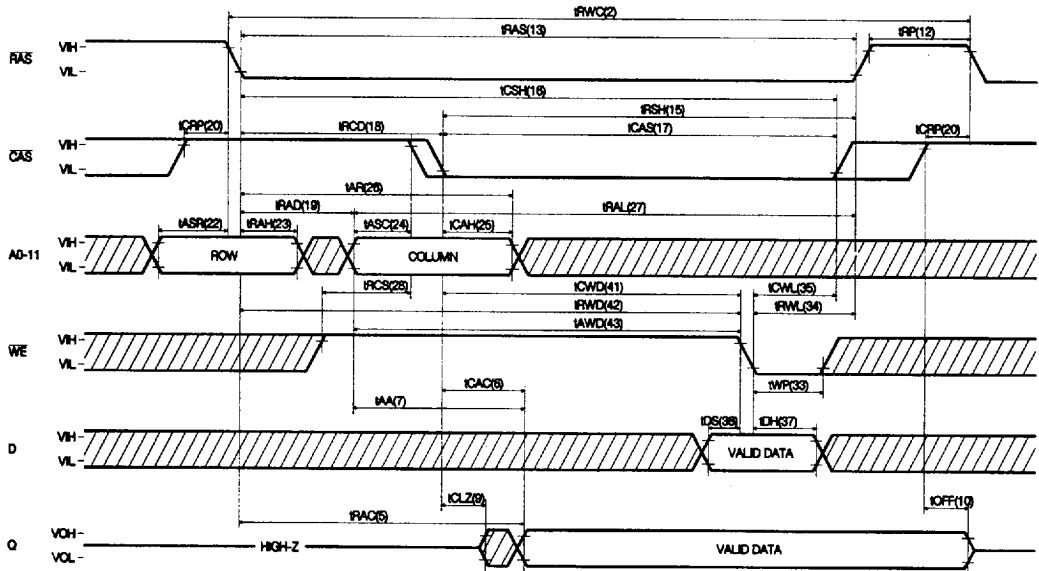 tRWC(2)
tRAS(13)
tRP(12)
RAS
VIH
VIL
tCSH(16)
tRSH(15)
tCRP(20)
tRCD(18)
tCAS(17)
tCRP(20)
CAS
VIH
VIL
tAR(26)
tRAD(19)
tRAL(27)
tASR(22)
tRAH(23)
tASC(24)
tCAH(25)
A0-11
VIH
VIL
ROW
COLUMN
tRCS(28)
tCWD(41)
tCWL(35)
tRWD(42)
tRWL(34)
tAWD(43)
WE
VIH
VIL
tCAC(6)
tWP(33)
tAA(7)
tDS(36)
tDH(37)
D
VIH
VIL
VALID DATA
tCLZ(9)
tOFF(10)
tRAC(5)
Q
VOH
VOL
HIGH-Z
VALID DATA